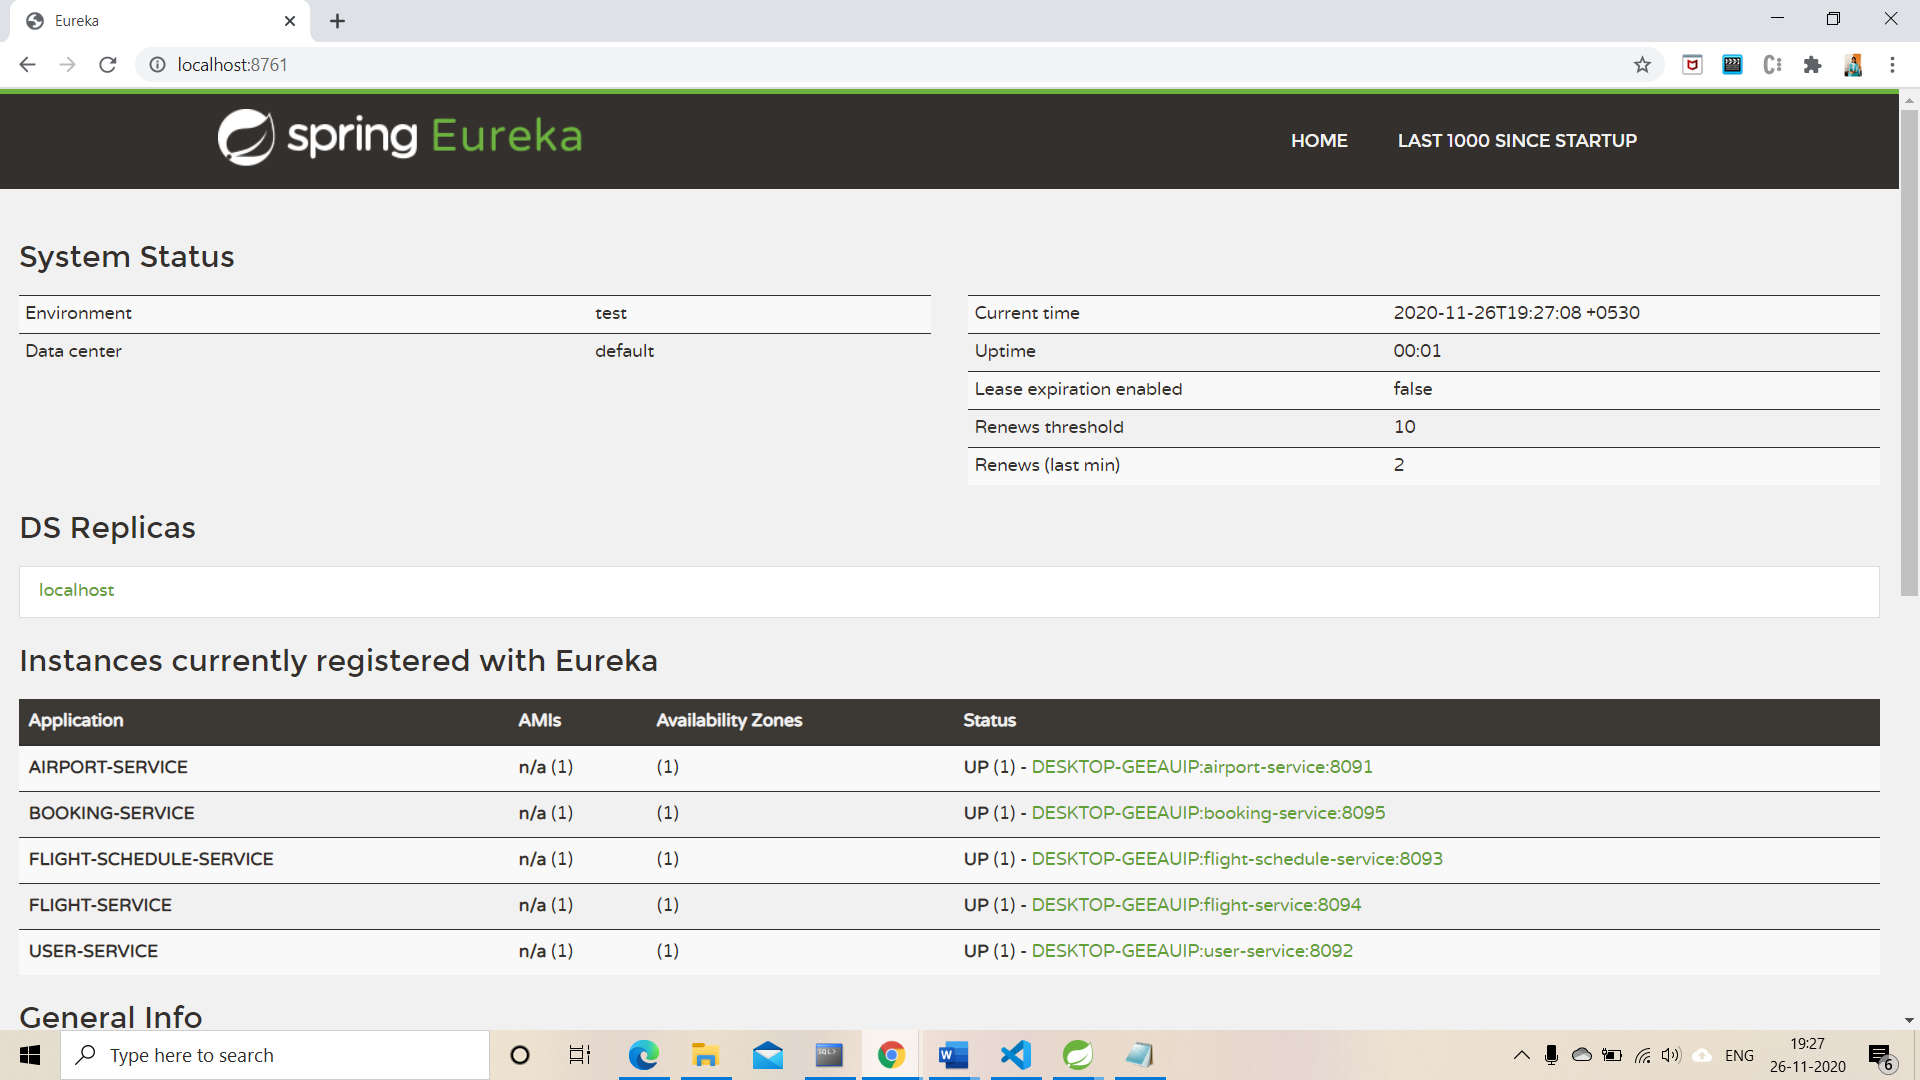 Eureka
localhost:8761
spring Eureka
HOME LAST 1000 SINCE STARTUP
System Status
Environment test
Data center default
Current time 2020-11-26T19:27:08 +0530
Uptime 00:01
Lease expiration enabled false
Renews threshold 10
Renews (last min) 2
DS Replicas
localhost
Instances currently registered with Eureka
Application AMIs Availability Zones Status
AIRPORT-SERVICE n/a (1) (1) UP (1) - DESKTOP-GEEAUIP:airport-service:8091
BOOKING-SERVICE n/a (1) (1) UP (1) - DESKTOP-GEEAUIP:booking-service:8095
FLIGHT-SCHEDULE-SERVICE n/a (1) (1) UP (1) - DESKTOP-GEEAUIP:flight-schedule-service:8093
FLIGHT-SERVICE n/a (1) (1) UP (1) - DESKTOP-GEEAUIP:flight-service:8094
USER-SERVICE n/a (1) (1) UP (1) - DESKTOP-GEEAUIP:user-service:8092
General Info
Type here to search
SQL>
W
ENG
19:27
26-11-2020
6